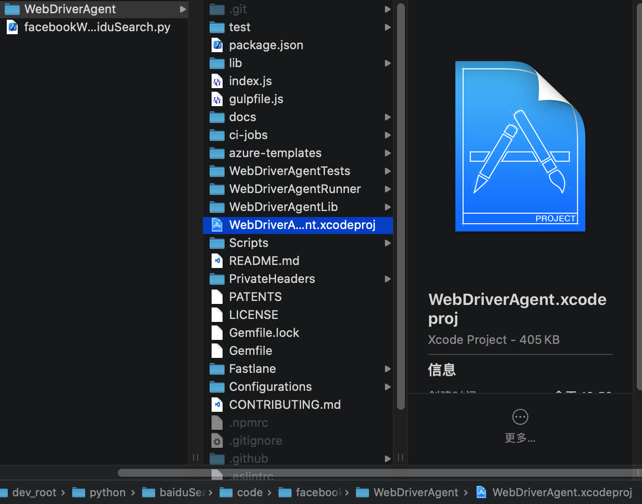 WebDriverAgent
facebookW...iduSearch.py
.git
test
package.json
lib
index.js
gulpfile.js
docs
ci-jobs
azure-templates
WebDriverAgentTests
WebDriverAgentRunner
WebDriverAgentLib
WebDriverA...nt.xcodeproj
Scripts
README.md
PrivateHeaders
PATENTS
LICENSE
Gemfile.lock
Gemfile
Fastlane
Configurations
CONTRIBUTING.md
.npmrc
.gitignore
.github
.eslintrc
PROJECT
WebDriverAgent.xcode
proj
Xcode Project - 405 KB
信息
更多...
dev_root › python › baiduSe › code › facebook › WebDriverAgent › WebDriverAgent.xcodeproj